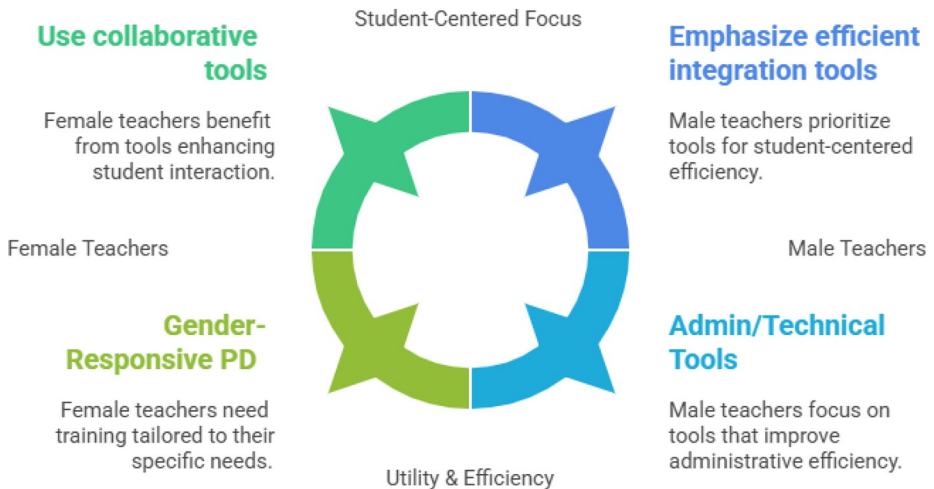 Student-Centered Focus
Use collaborative
tools
Female teachers benefit
from tools enhancing
student interaction.
Emphasize efficient
integration tools
Male teachers prioritize
tools for student-centered
efficiency.
Female Teachers
Male Teachers
Gender-
Responsive PD
Female teachers need
training tailored to their
specific needs.
Admin/Technical
Tools
Male teachers focus on
tools that improve
administrative efficiency.
Utility & Efficiency